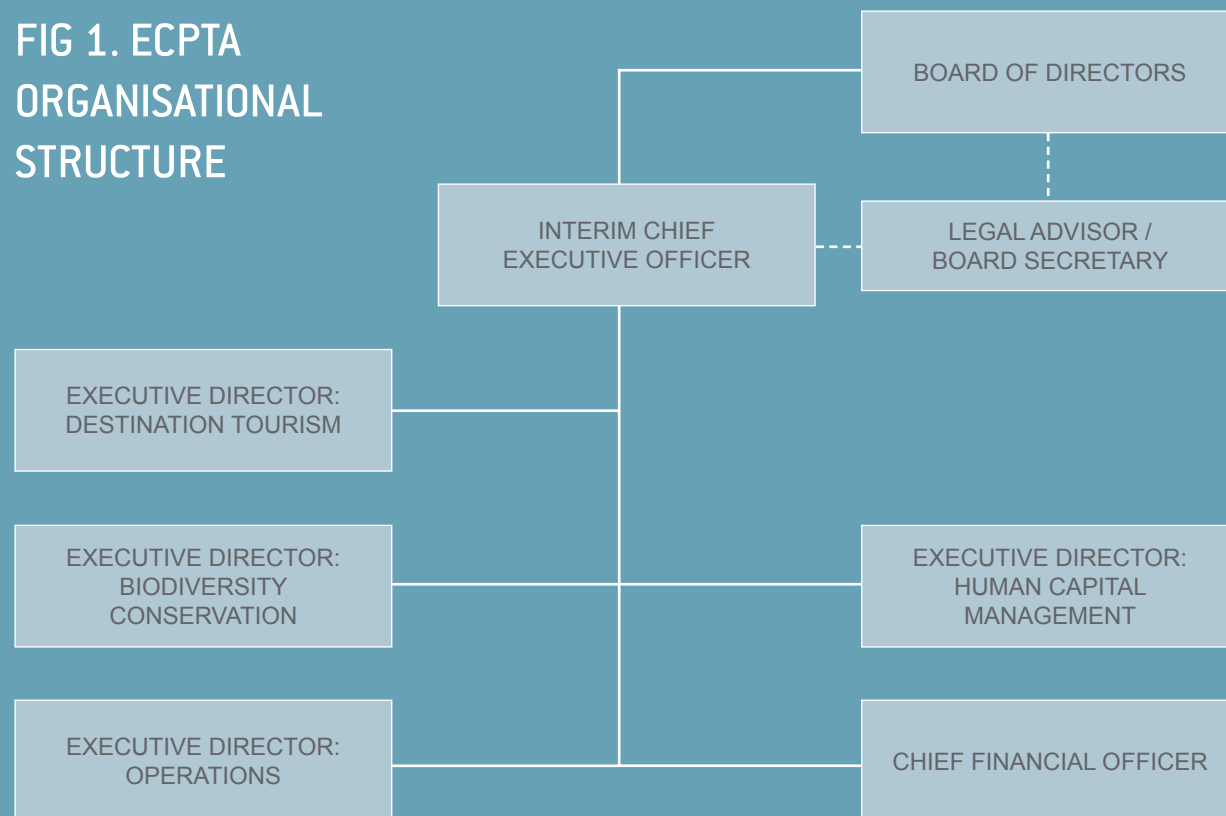 FIG 1. ECPTA
ORGANISATIONAL
STRUCTURE
BOARD OF DIRECTORS
INTERIM CHIEF
EXECUTIVE OFFICER
LEGAL ADVISOR /
BOARD SECRETARY
EXECUTIVE DIRECTOR:
DESTINATION TOURISM
EXECUTIVE DIRECTOR:
BIODIVERSITY
CONSERVATION
EXECUTIVE DIRECTOR:
HUMAN CAPITAL
MANAGEMENT
EXECUTIVE DIRECTOR:
OPERATIONS
CHIEF FINANCIAL OFFICER